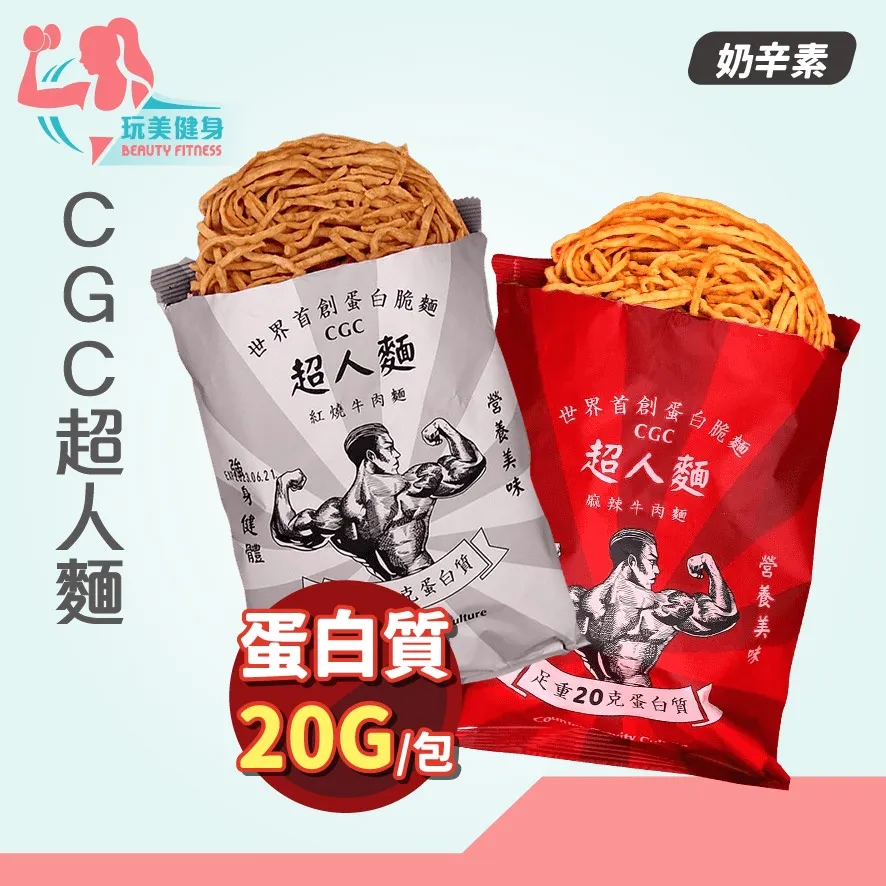 奶辛素
玩美健身
BEAUTY FITNESS
CGC超人麵
世界首創蛋白脆麵
CGC
超人麵
紅燒牛肉麵
營養美味
強身健體
克蛋白質
ulture
世界首創蛋白脆麵
CGC
超人麵
麻辣牛肉麵
營養美味
足重20克蛋白質
蛋白質
20G/包